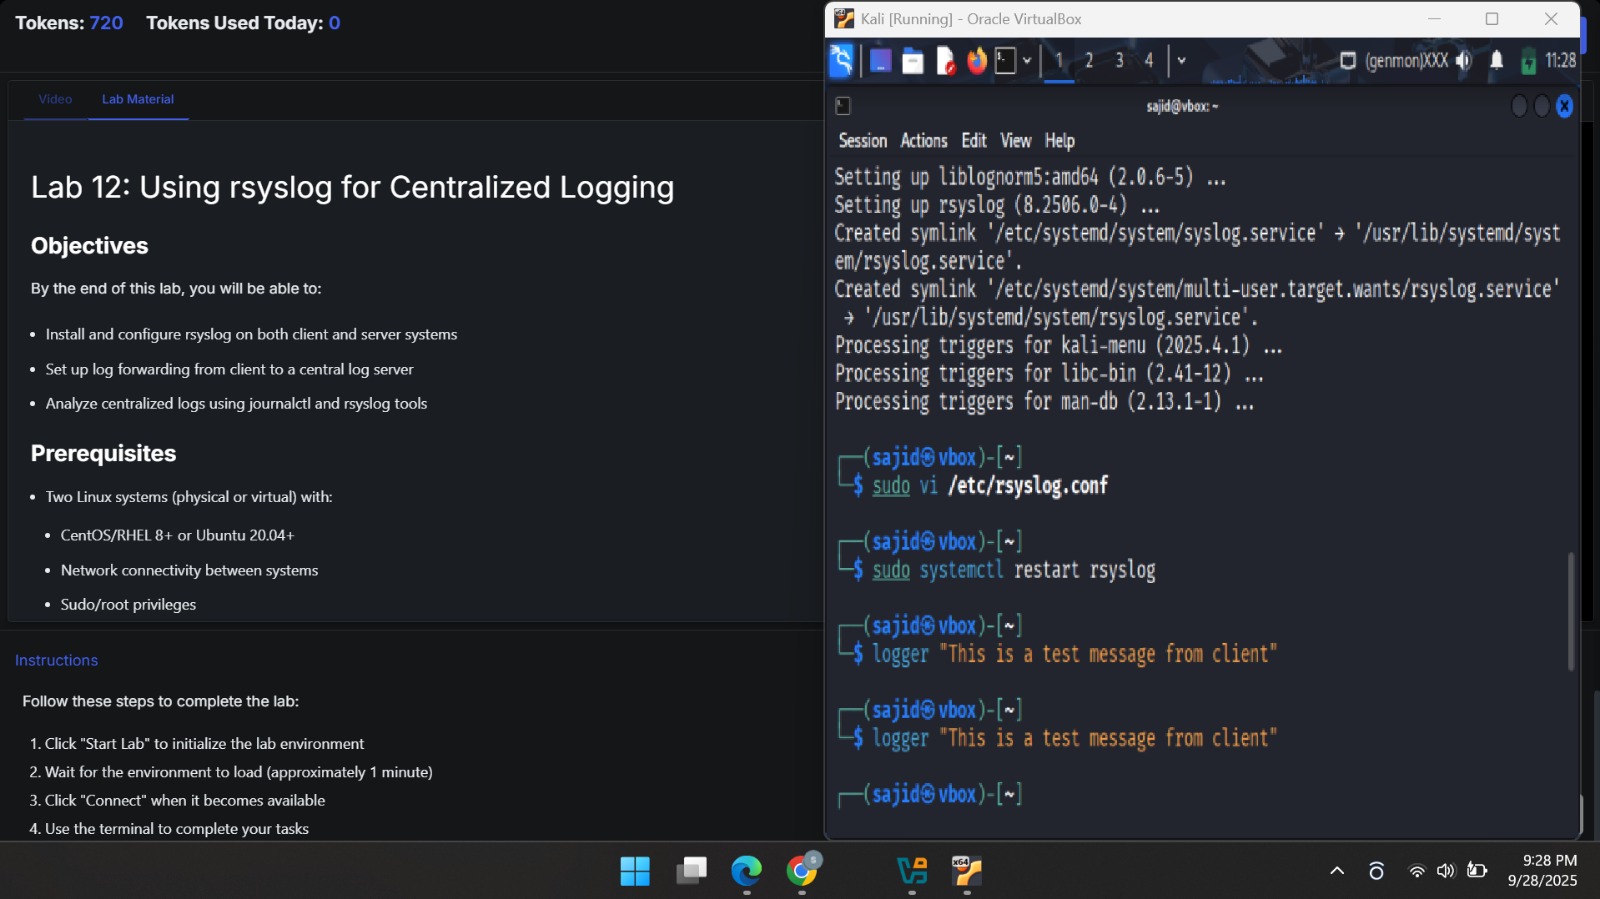 Tokens: 720 Tokens Used Today: 0
Video Lab Material
Lab 12: Using rsyslog for Centralized Logging
Objectives
By the end of this lab, you will be able to:
• Install and configure rsyslog on both client and server systems
• Set up log forwarding from client to a central log server
• Analyze centralized logs using journalctl and rsyslog tools
Prerequisites
• Two Linux systems (physical or virtual) with:
• CentOS/RHEL 8+ or Ubuntu 20.04+
• Network connectivity between systems
• Sudo/root privileges
Instructions
Follow these steps to complete the lab:
1. Click "Start Lab" to initialize the lab environment
2. Wait for the environment to load (approximately 1 minute)
3. Click "Connect" when it becomes available
4. Use the terminal to complete your tasks
Kali [Running] - Oracle VirtualBox
1 2 3 4 (genmon)XXX 11:28
sajid@vbox: ~
Session Actions Edit View Help
Setting up liblognorm5:amd64 (2.0.6-5) ...
Setting up rsyslog (8.2506.0-4) ...
Created symlink '/etc/systemd/system/syslog.service' → '/usr/lib/systemd/syst
em/rsyslog.service'.
Created symlink '/etc/systemd/system/multi-user.target.wants/rsyslog.service'
→ '/usr/lib/systemd/system/rsyslog.service'.
Processing triggers for kali-menu (2025.4.1) ...
Processing triggers for libc-bin (2.41-12) ...
Processing triggers for man-db (2.13.1-1) ...
┌──(sajid㉿vbox)-[~]
└─$ sudo vi /etc/rsyslog.conf
┌──(sajid㉿vbox)-[~]
└─$ sudo systemctl restart rsyslog
┌──(sajid㉿vbox)-[~]
└─$ logger "This is a test message from client"
┌──(sajid㉿vbox)-[~]
└─$ logger "This is a test message from client"
┌──(sajid㉿vbox)-[~]
x64
9:28 PM
9/28/2025